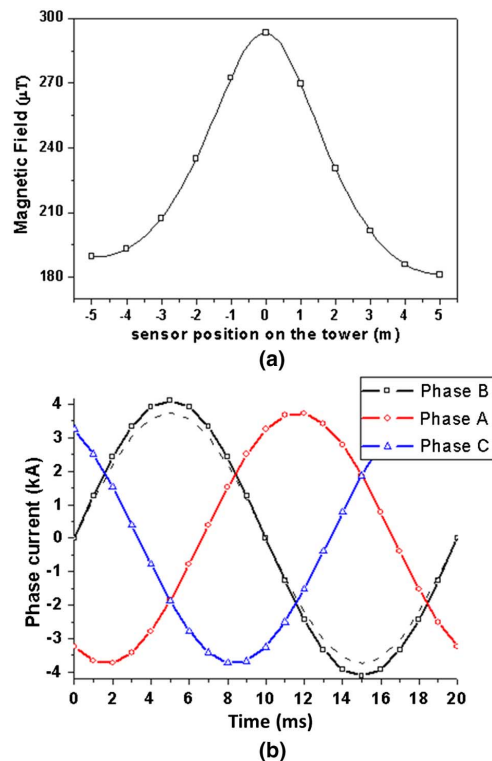 300
270
240
210
180
Magnetic Field (μT)
-5 -4 -3 -2 -1 0 1 2 3 4 5
sensor position on the tower (m)
(a)
4
3
2
1
0
-1
-2
-3
-4
Phase current (kA)
Phase B
Phase A
Phase C
0 2 4 6 8 10 12 14 16 18 20
Time (ms)
(b)